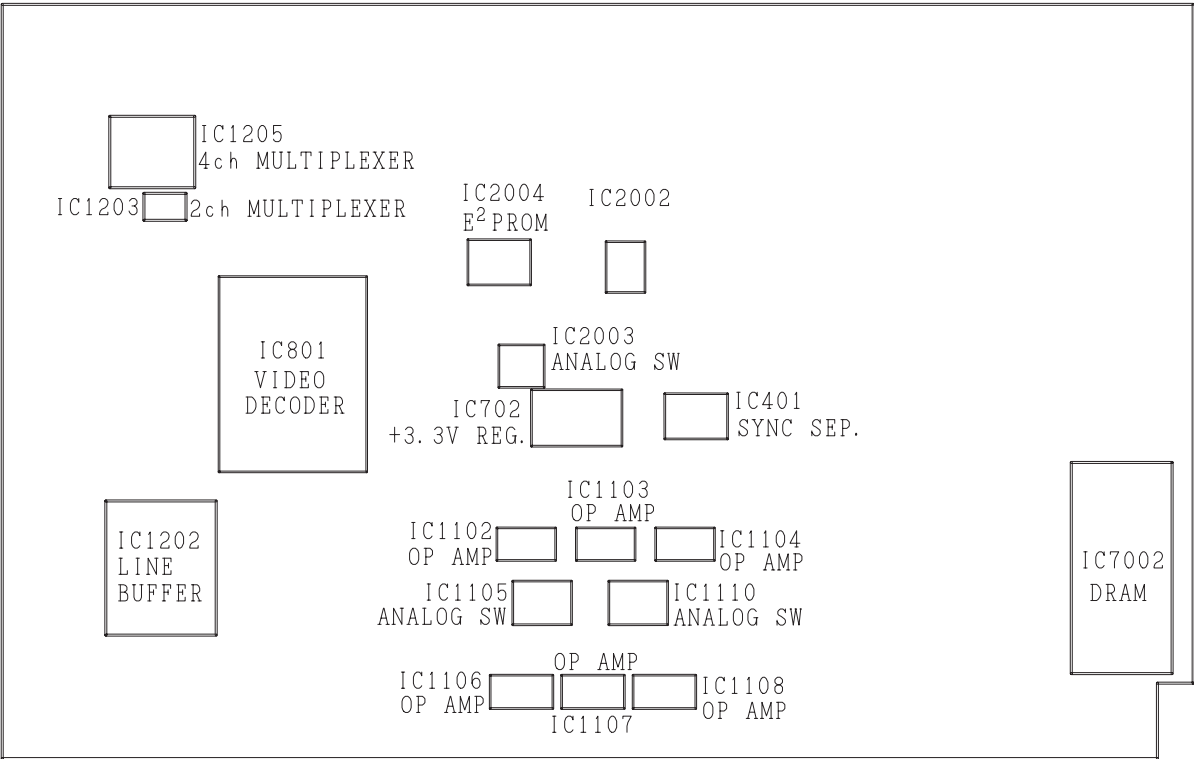 IC1205
4ch MULTIPLEXER
IC1203
2ch MULTIPLEXER
IC2004
E²PROM
IC2002
IC801
VIDEO
DECODER
IC2003
ANALOG SW
IC702
+3.3V REG.
IC401
SYNC SEP.
IC1202
LINE
BUFFER
IC1102
OP AMP
IC1103
OP AMP
IC1104
OP AMP
IC1105
ANALOG SW
IC1110
ANALOG SW
IC1106
OP AMP
OP AMP
IC1107
IC1108
OP AMP
IC7002
DRAM